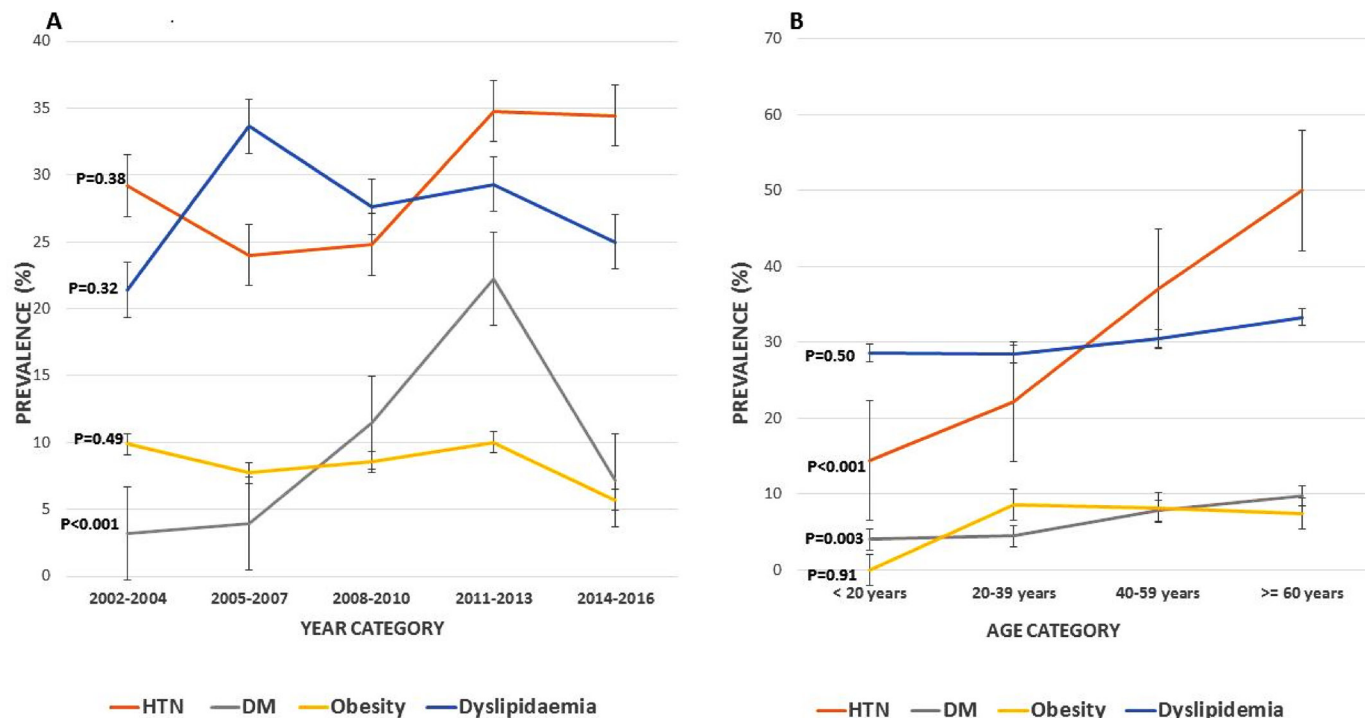 A
40
35
30
25
20
15
10
5
0
PREVALENCE (%)
P=0.38
P=0.32
P=0.49
P<0.001
2002-2004 2005-2007 2008-2010 2011-2013 2014-2016
YEAR CATEGORY
HTN DM Obesity Dyslipidaemia
B
70
60
50
40
30
20
10
0
PREVALENCE (%)
P=0.50
P<0.001
P=0.003
P=0.91
< 20 years 20-39 years 40-59 years >= 60 years
AGE CATEGORY
HTN DM Obesity Dyslipidemia